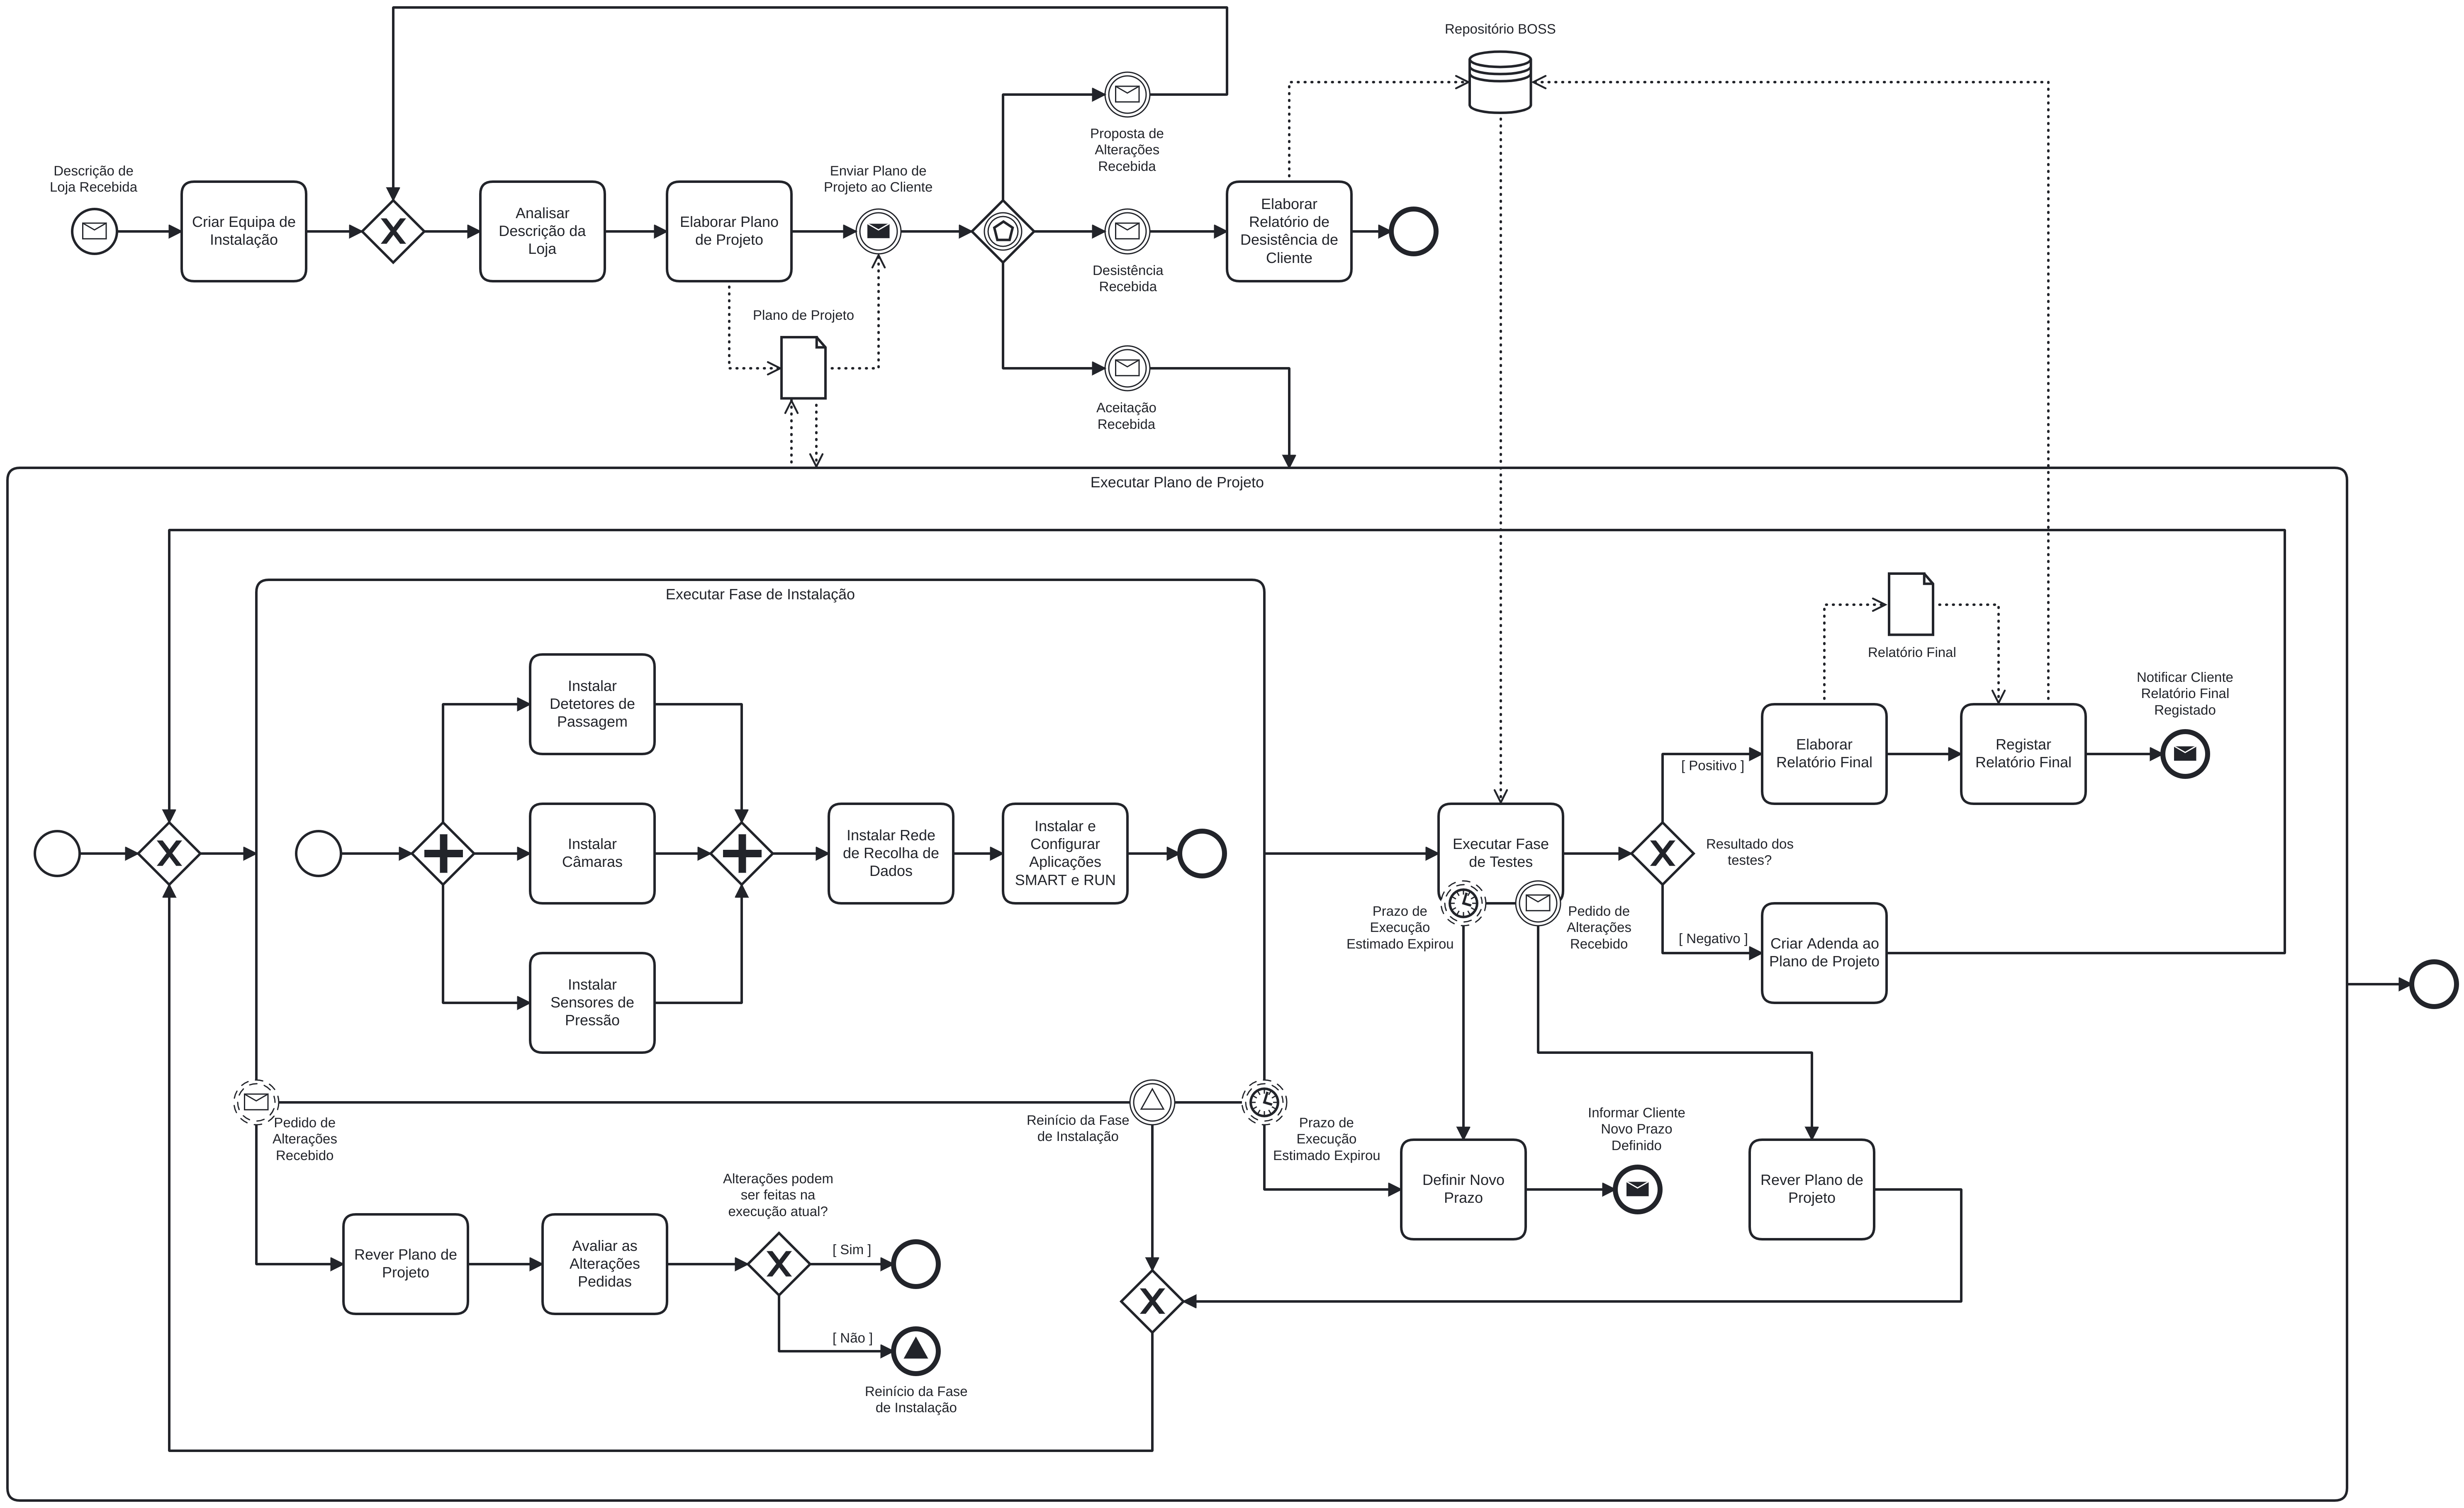 Repositório BOSS
Proposta de
Alterações
Recebida
Descrição de
Loja Recebida
Enviar Plano de
Projeto ao Cliente
Criar Equipa de
Instalação
Analisar
Descrição da
Loja
Elaborar Plano
de Projeto
Elaborar
Relatório de
Desistência de
Cliente
Desistência
Recebida
Plano de Projeto
Aceitação
Recebida
Executar Plano de Projeto
Executar Fase de Instalação
Instalar
Detetores de
Passagem
Instalar
Câmaras
Instalar
Sensores de
Pressão
Instalar Rede
de Recolha de
Dados
Instalar e
Configurar
Aplicações
SMART e RUN
Relatório Final
Notificar Cliente
Relatório Final
Registado
Elaborar
Relatório Final
Registar
Relatório Final
[ Positivo ]
Executar Fase
de Testes
Resultado dos
testes?
Prazo de
Execução
Estimado Expirou
Pedido de
Alterações
Recebido
[ Negativo ]
Criar Adenda ao
Plano de Projeto
Pedido de
Alterações
Recebido
Reinício da Fase
de Instalação
Prazo de
Execução
Estimado Expirou
Informar Cliente
Novo Prazo
Definido
Definir Novo
Prazo
Rever Plano de
Projeto
Alterações podem
ser feitas na
execução atual?
Rever Plano de
Projeto
Avaliar as
Alterações
Pedidas
[ Sim ]
[ Não ]
Reinício da Fase
de Instalação